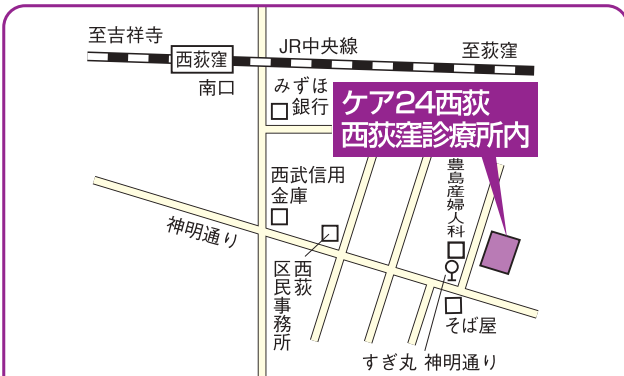 至吉祥寺
JR中央線
至荻窪
西荻窪
南口
みずほ
銀行
ケア24西荻
西荻窪診療所内
豊島産婦人科
西武信用
金庫
神明通り
西荻
区民事務所
そば屋
すぎ丸 神明通り